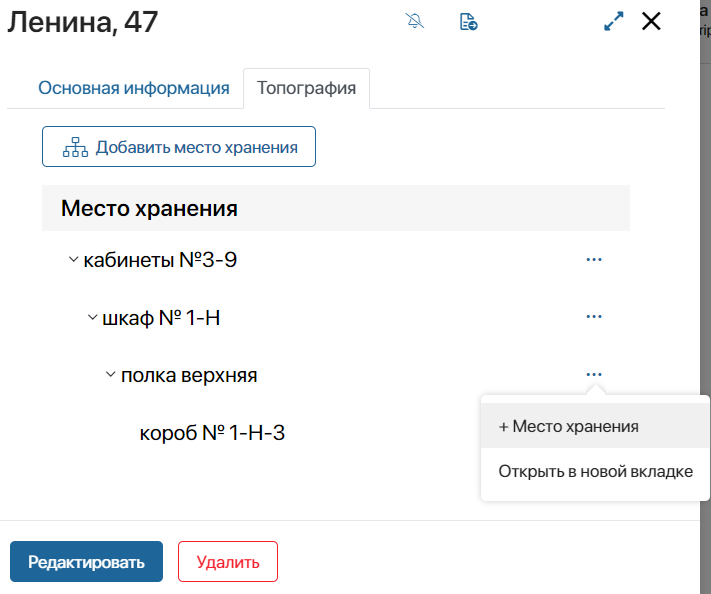 Ленина, 47
Основная информация
Топография
Добавить место хранения
Место хранения
кабинеты №3-9
шкаф № 1-Н
полка верхняя
короб № 1-Н-3
+ Место хранения
Открыть в новой вкладке
Редактировать
Удалить